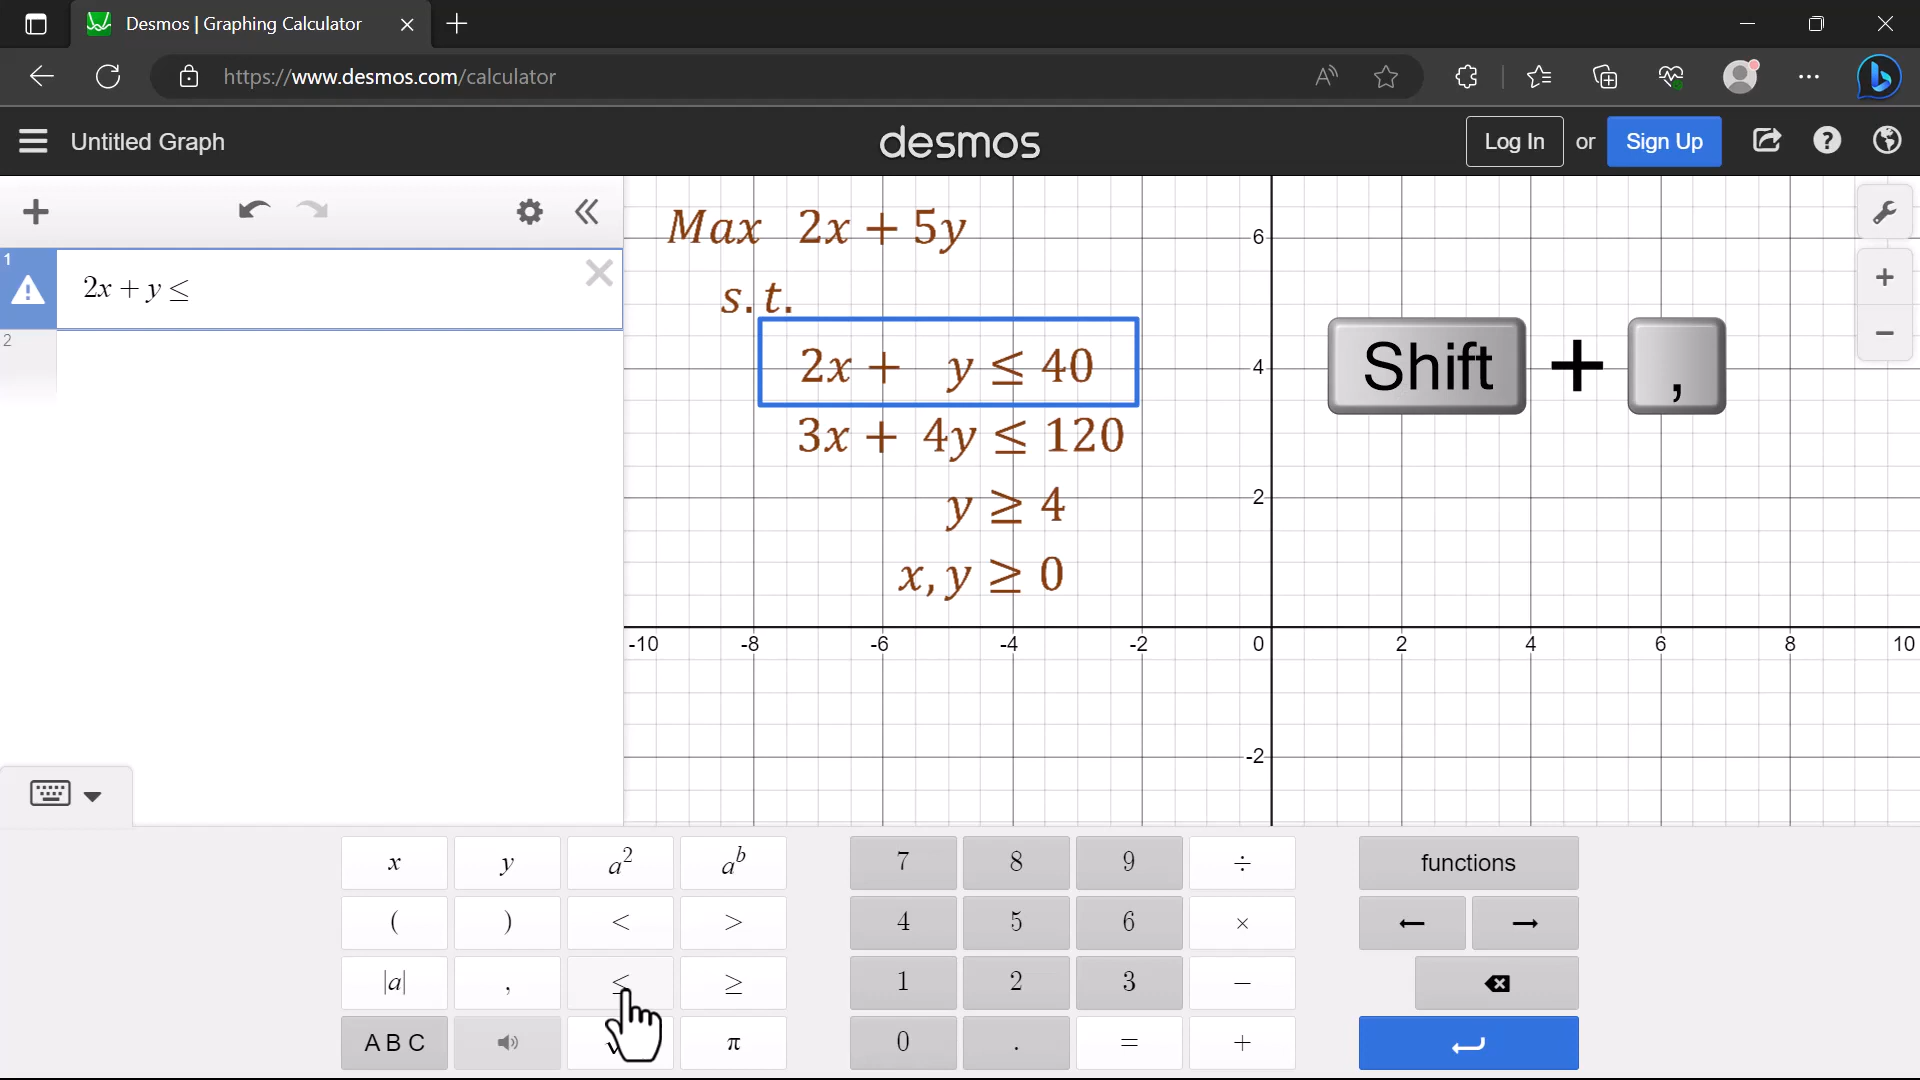 Desmos | Graphing Calculator
https://www.desmos.com/calculator
Untitled Graph
desmos
Log In or Sign Up
1
2x + y ≤
2
Max 2x + 5y
s.t.
2x + y ≤ 40
3x + 4y ≤ 120
y ≥ 4
x, y ≥ 0
Shift + ,
6
4
2
-10 -8 -6 -4 -2 0 2 4 6 8 10
-2
x y a² aᵇ 7 8 9 ÷ functions
( ) < > 4 5 6 × ← →
|a| , ≤ ≥ 1 2 3 −
A B C π 0 . = +